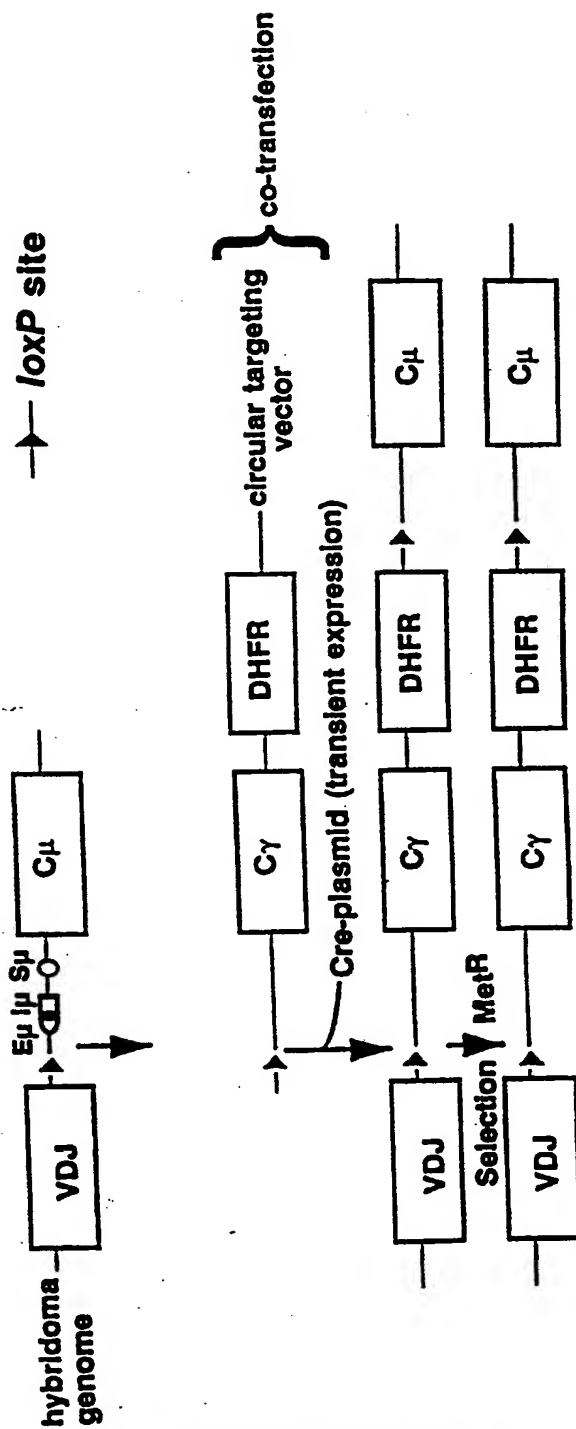 loxP site
hybridoma
genome
VDJ
Eμ Iμ Sμ
Cμ
Cγ
DHFR
circular targeting
vector
co-transfection
Cre-plasmid (transient expression)
VDJ
Cγ
DHFR
Cμ
Selection MetR
VDJ
Cγ
DHFR
Cμ